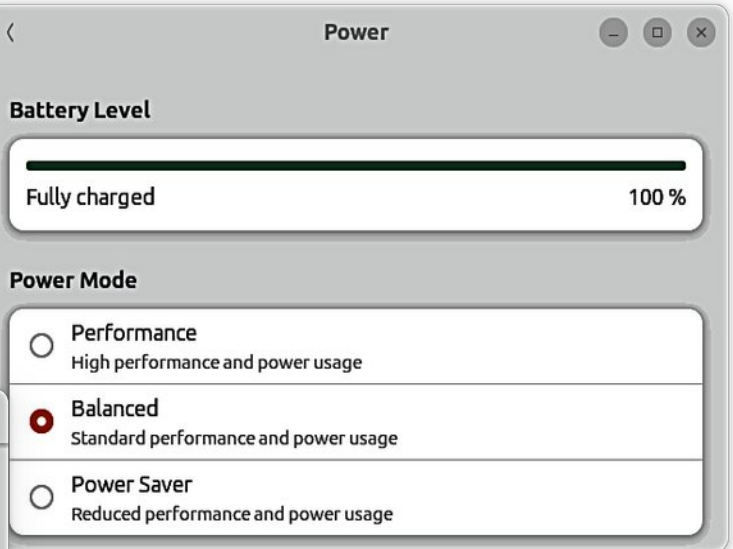 Power
Battery Level
Fully charged 100 %
Power Mode
Performance
High performance and power usage
Balanced
Standard performance and power usage
Power Saver
Reduced performance and power usage